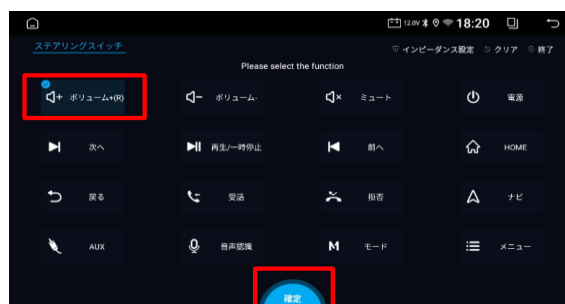 12.0V 18:20
ステアリングスイッチ インピーダンス設定 クリア 終了
Please select the function
ボリューム+(R) ボリューム- ミュート 電源
次へ 再生/一時停止 前へ HOME
戻る 受話 拒否 ナビ
AUX 音声認識 M モード メニュー
確定